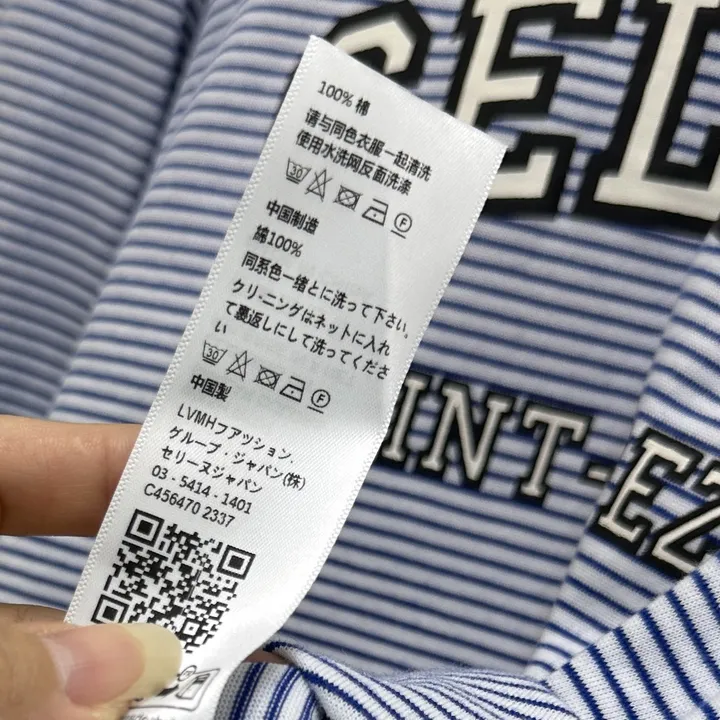 CEL
INT-EZ
100% 棉
请与同色衣服一起清洗
使用水洗网反面洗涤
30
F
中国制造
綿100%
同系色一緒とに洗って下さい。
クリ-ニングはネットに入れ
て裏返しにして洗ってくださ
い
30
F
中国製
LVMHファッション.
グループ・ジャパン(株)
セリーヌジャパン
03 - 5414 - 1401
C456470 2337